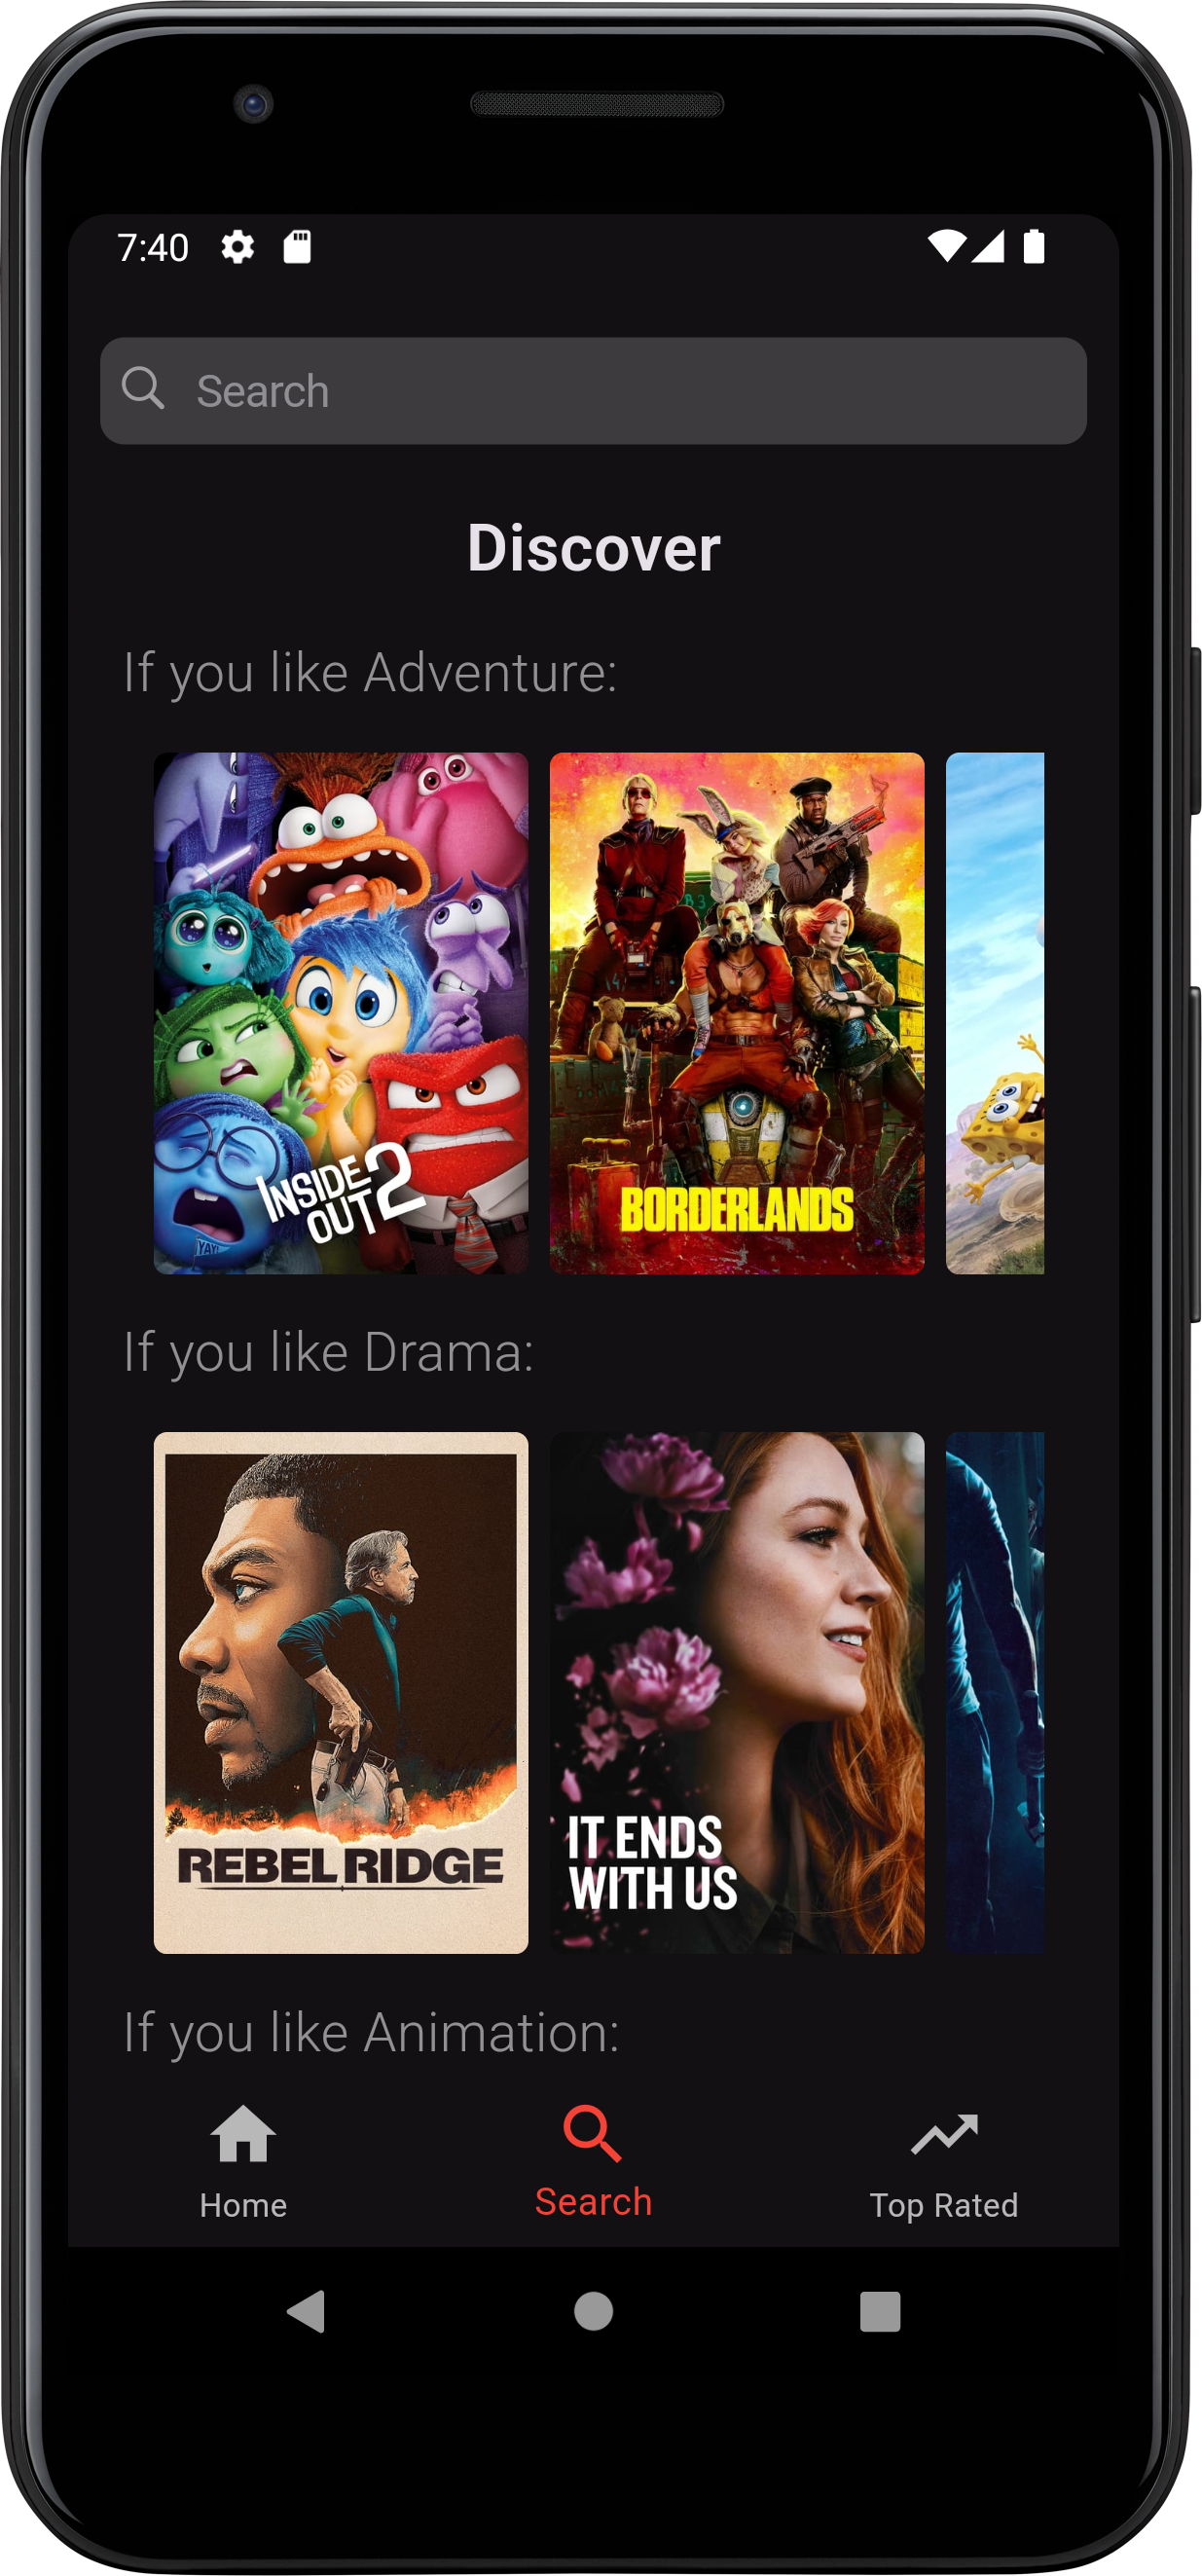 7:40
Search
Discover
If you like Adventure:
B3
YAY!
INSIDE
OUT 2
BORDERLANDS
If you like Drama:
REBEL RIDGE
IT ENDS
WITH US
If you like Animation:
Home
Search
Top Rated